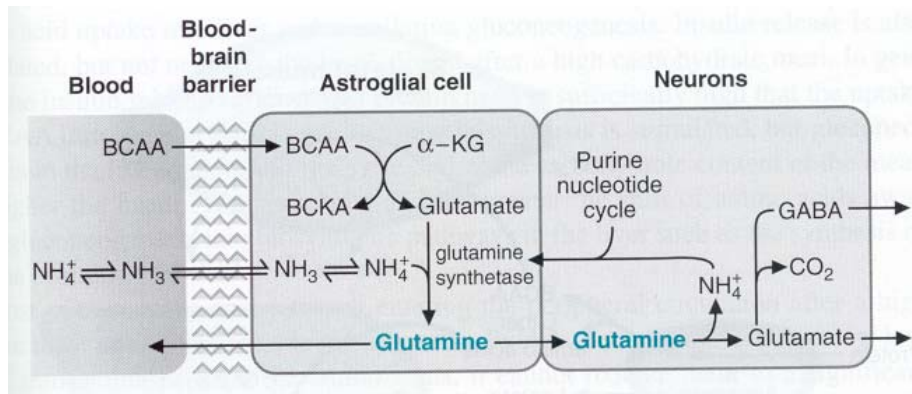 Blood-
brain
barrier
Blood
Astroglial cell
Neurons
BCAA
BCAA
α–KG
Purine
nucleotide
cycle
BCKA
Glutamate
GABA
glutamine
synthetase
NH₄⁺ ⇌ NH₃
NH₃ ⇌ NH₄⁺
NH₄⁺
CO₂
Glutamine
Glutamine
Glutamate